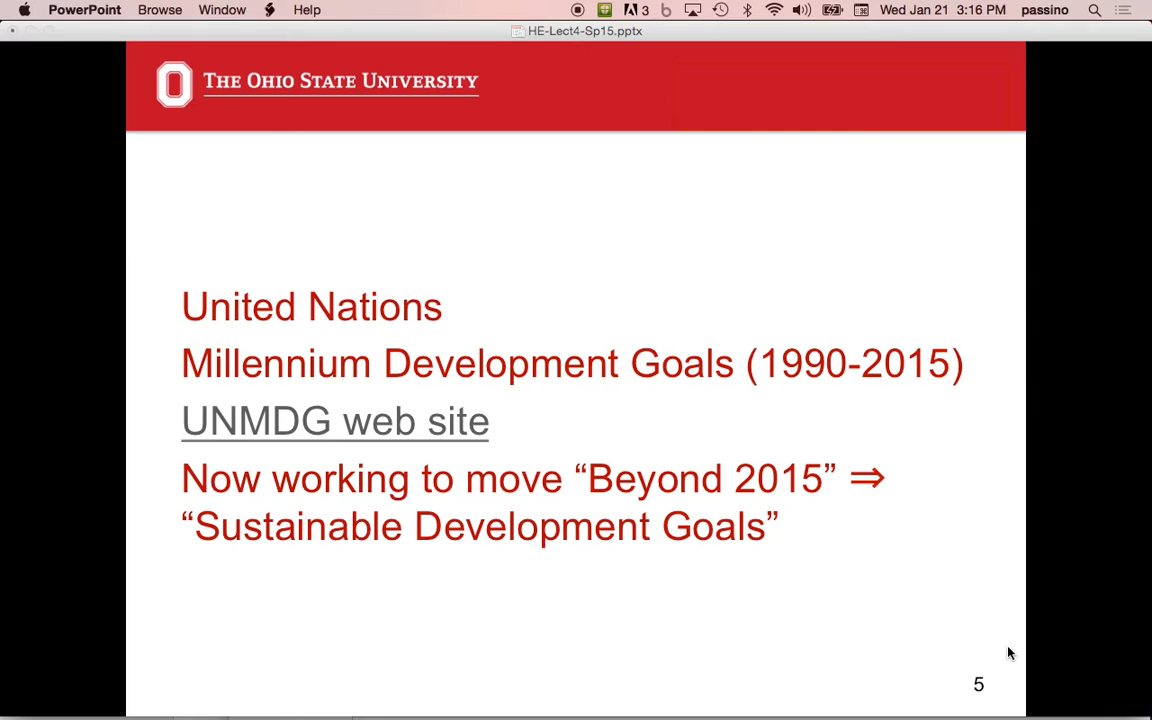 PowerPoint Browse Window Help 3 Wed Jan 21 3:16 PM passino
HE-Lect4-Sp15.pptx
THE OHIO STATE UNIVERSITY
United Nations
Millennium Development Goals (1990-2015)
UNMDG web site
Now working to move “Beyond 2015” ⇒
“Sustainable Development Goals”
5